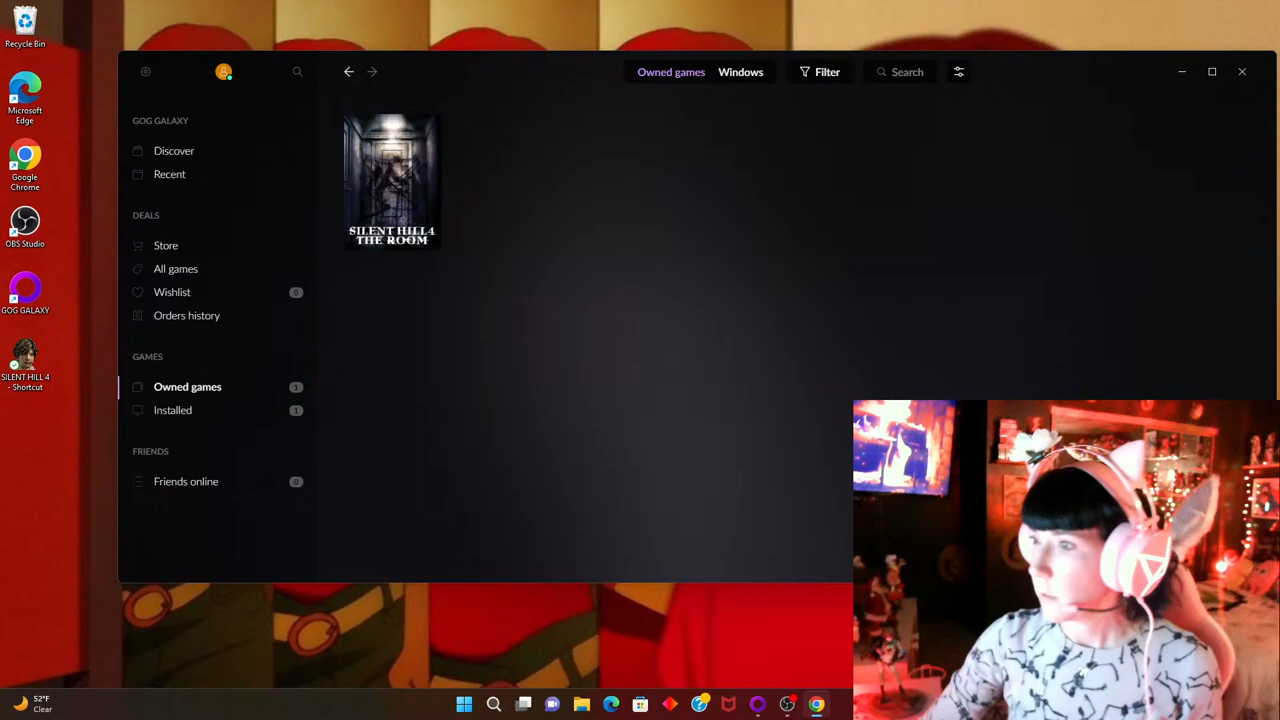 Recycle Bin
Microsoft
Edge
Google
Chrome
OBS Studio
GOG GALAXY
SILENT HILL 4
- Shortcut
Owned games
Windows
Filter
Search
GOG GALAXY
Discover
Recent
DEALS
Store
All games
Wishlist
0
Orders history
GAMES
Owned games
1
Installed
1
FRIENDS
Friends online
0
SILENT HILL 4
THE ROOM
52°F
Clear